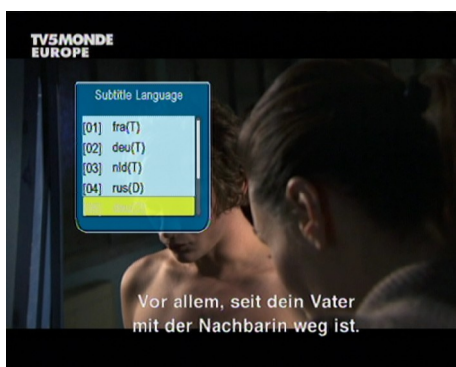 TV5MONDE
EUROPE
Subtitle Language
[01] fra(T)
[02] deu(T)
[03] nld(T)
[04] rus(D)
Vor allem, seit dein Vater
mit der Nachbarin weg ist.